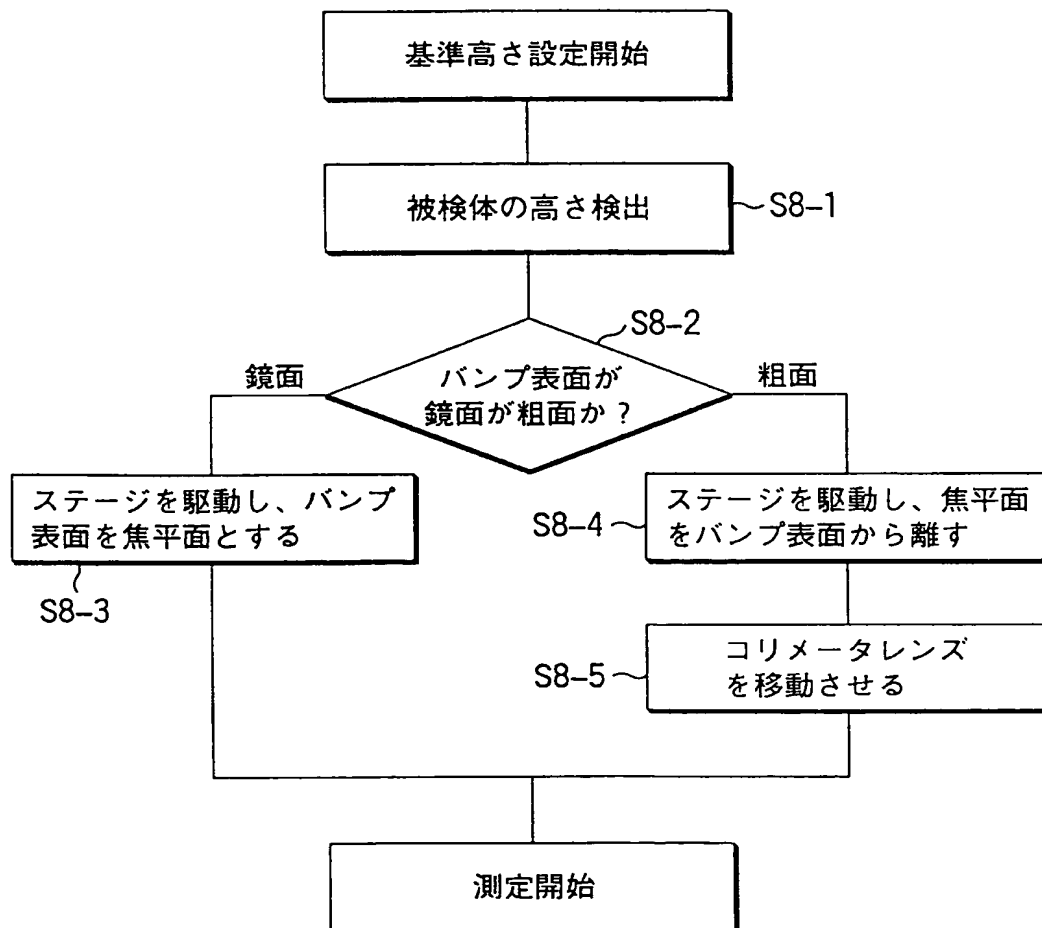 基準高さ設定開始
被検体の高さ検出
S8-1
S8-2
鏡面
バンプ表面が
鏡面が粗面か?
粗面
ステージを駆動し、バンプ
表面を焦平面とする
S8-3
ステージを駆動し、焦平面
をバンプ表面から離す
S8-4
コリメータレンズ
を移動させる
S8-5
測定開始